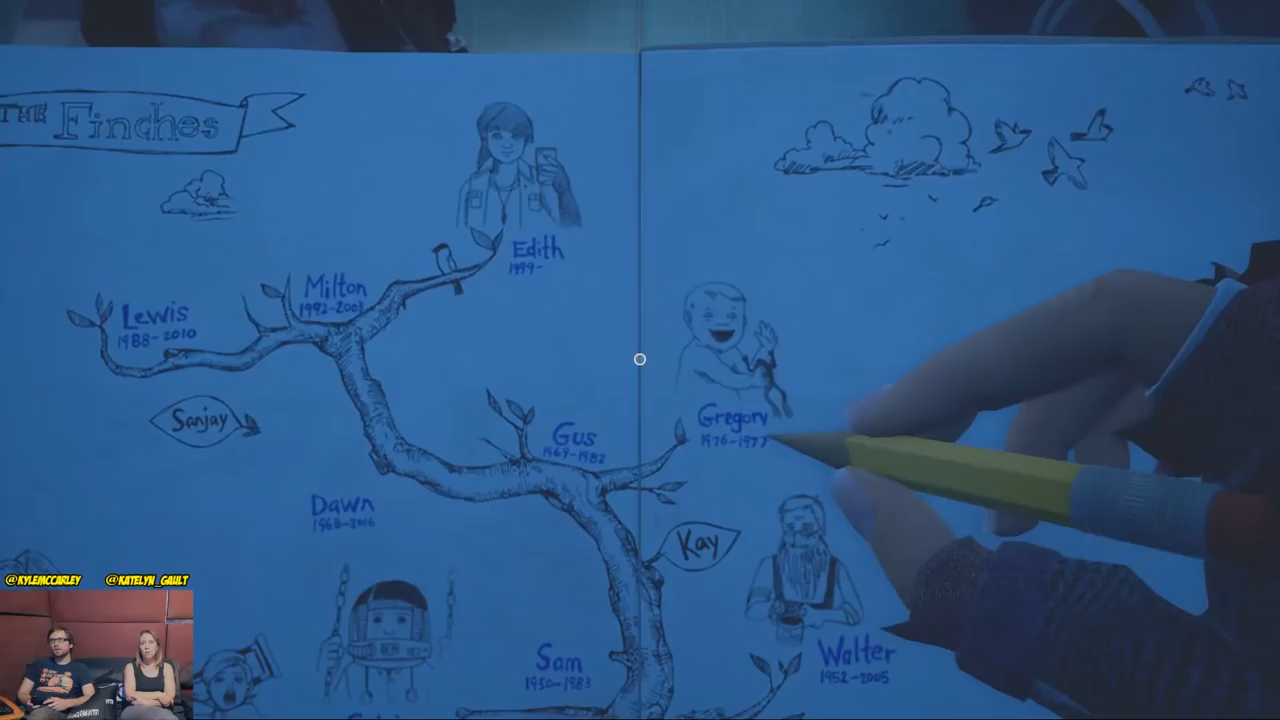 THE Finches
Edith
1999-
Milton
1992-2003
Lewis
1988-2010
Sanjay
Gregory
1976-1977
Gus
1969-1982
Dawn
1968-2016
Kay
Walter
1952-2005
Sam
1950-1983
@KYLEMCCARLEY
@KATELYN_GAULT